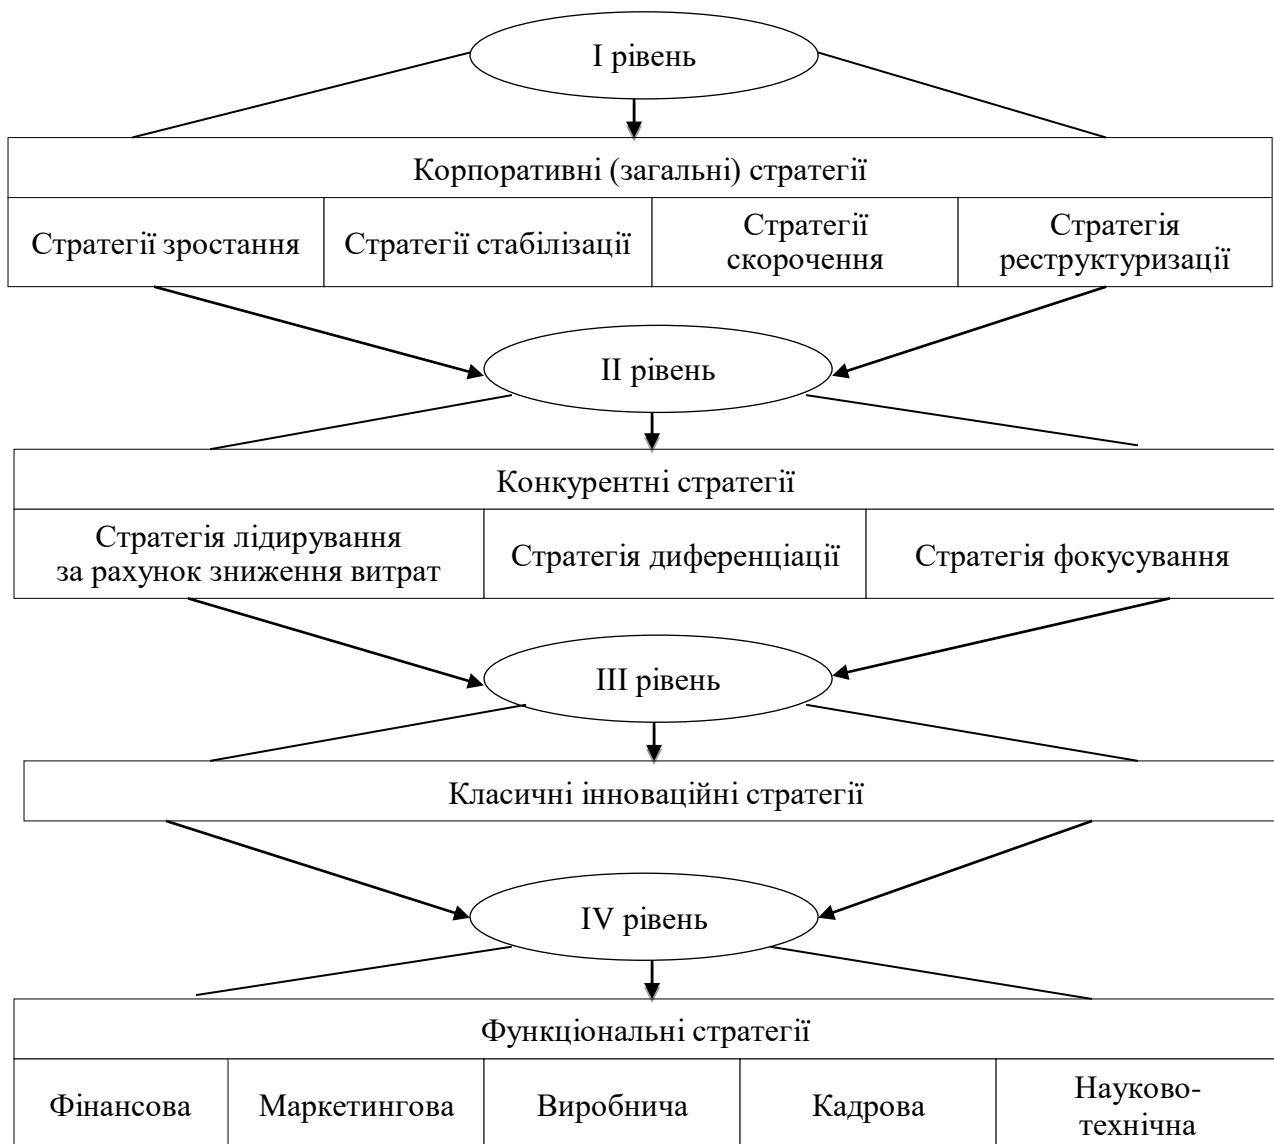 І рівень
Корпоративні (загальні) стратегії
Стратегії зростання
Стратегії стабілізації
Стратегії
скорочення
Стратегія
реструктуризації
ІІ рівень
Конкурентні стратегії
Стратегія лідирування
за рахунок зниження витрат
Стратегія диференціації
Стратегія фокусування
ІІІ рівень
Класичні інноваційні стратегії
IV рівень
Функціональні стратегії
Фінансова
Маркетингова
Виробнича
Кадрова
Науково-
технічна